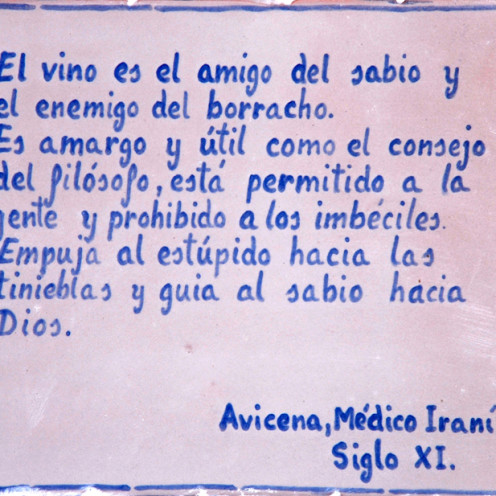 El vino es el amigo del sabio y
el enemigo del borracho.
Es amargo y útil como el consejo
del filósofo, está permitido a la
gente y prohibido a los imbéciles.
Empuja al estúpido hacia las
tinieblas y guia al sabio hacia
Dios.
Avicena, Médico Iraní
Siglo XI.